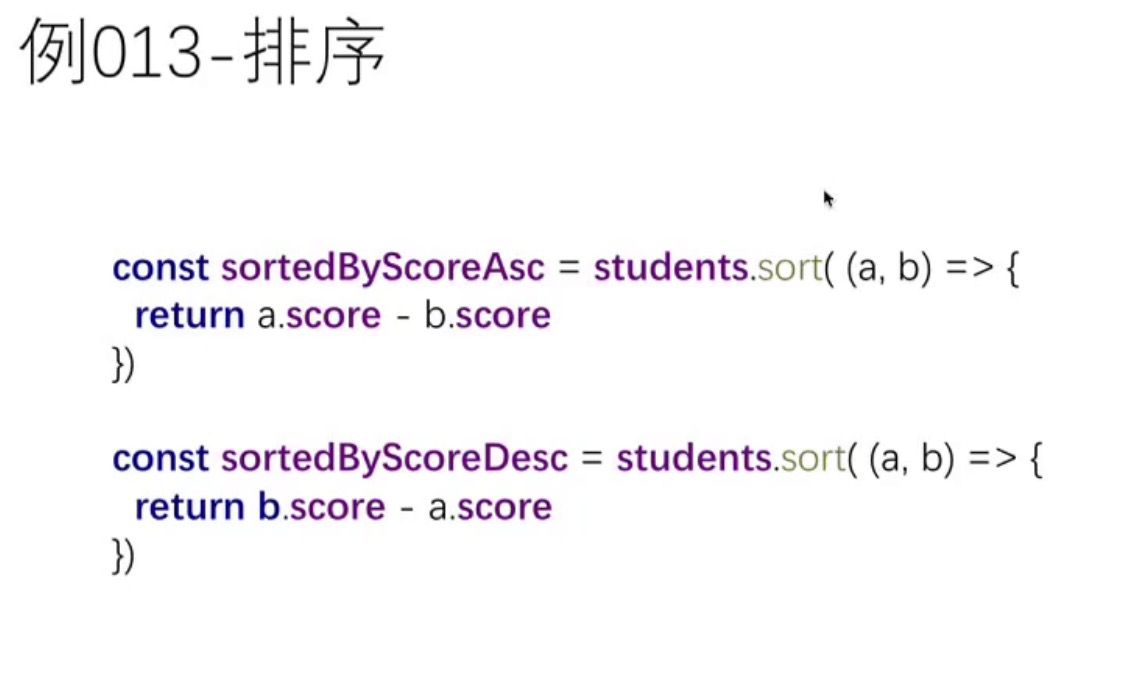 例013-排序
const sortedByScoreAsc = students.sort( (a, b) => {
return a.score - b.score
})
const sortedByScoreDesc = students.sort( (a, b) => {
return b.score - a.score
})